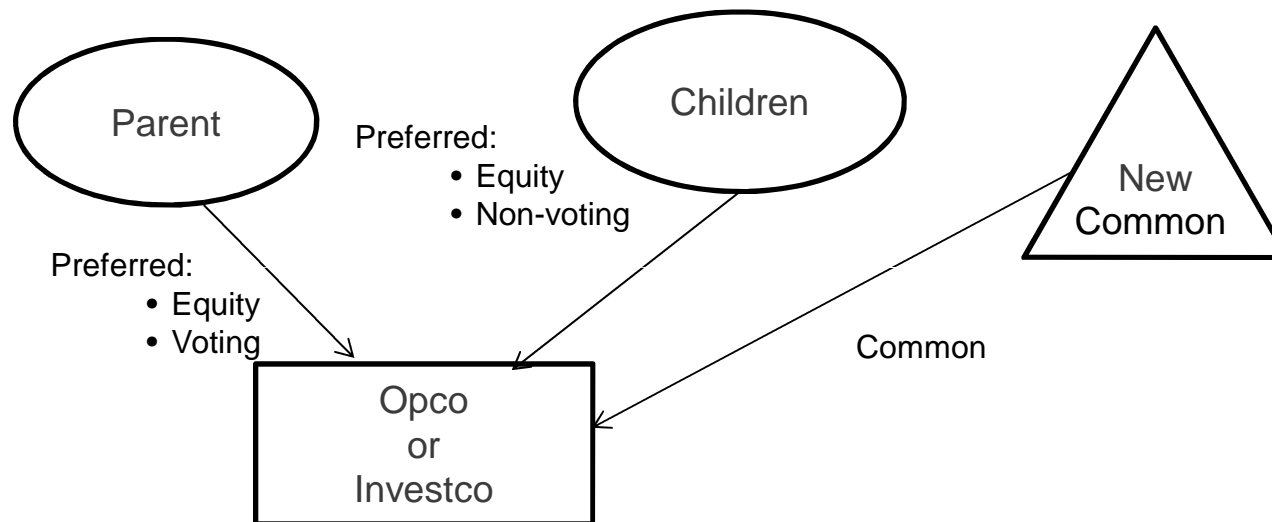 Parent
Children
Preferred:
• Equity
• Non-voting
New
Common
Preferred:
• Equity
• Voting
Common
Opco
or
Investco